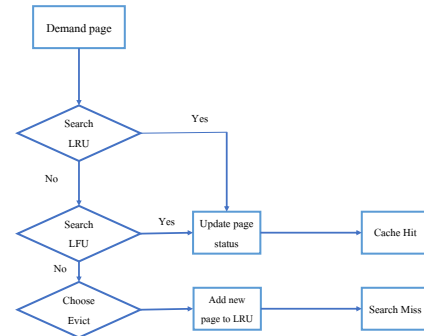 Demand page
Search
LRU
Yes
No
Search
LFU
Yes
Update page
status
Cache Hit
No
Choose
Evict
Add new
page to LRU
Search Miss